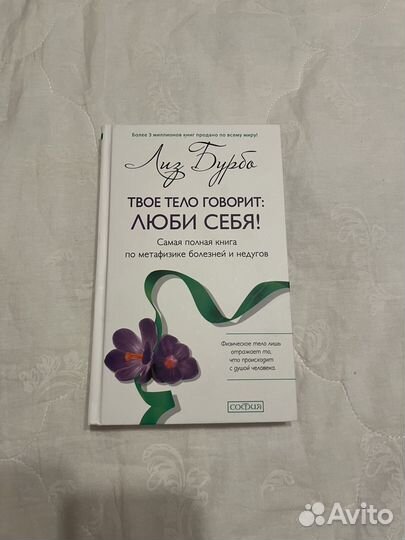 Более 3 миллионов книг продано по всему миру!
Лиз Бурбо
ТВОЕ ТЕЛО ГОВОРИТ:
ЛЮБИ СЕБЯ!
Самая полная книга
по метафизике болезней и недугов
Физическое тело лишь
отражает то,
что происходит
с душой человека.
СОФИЯ
Avito